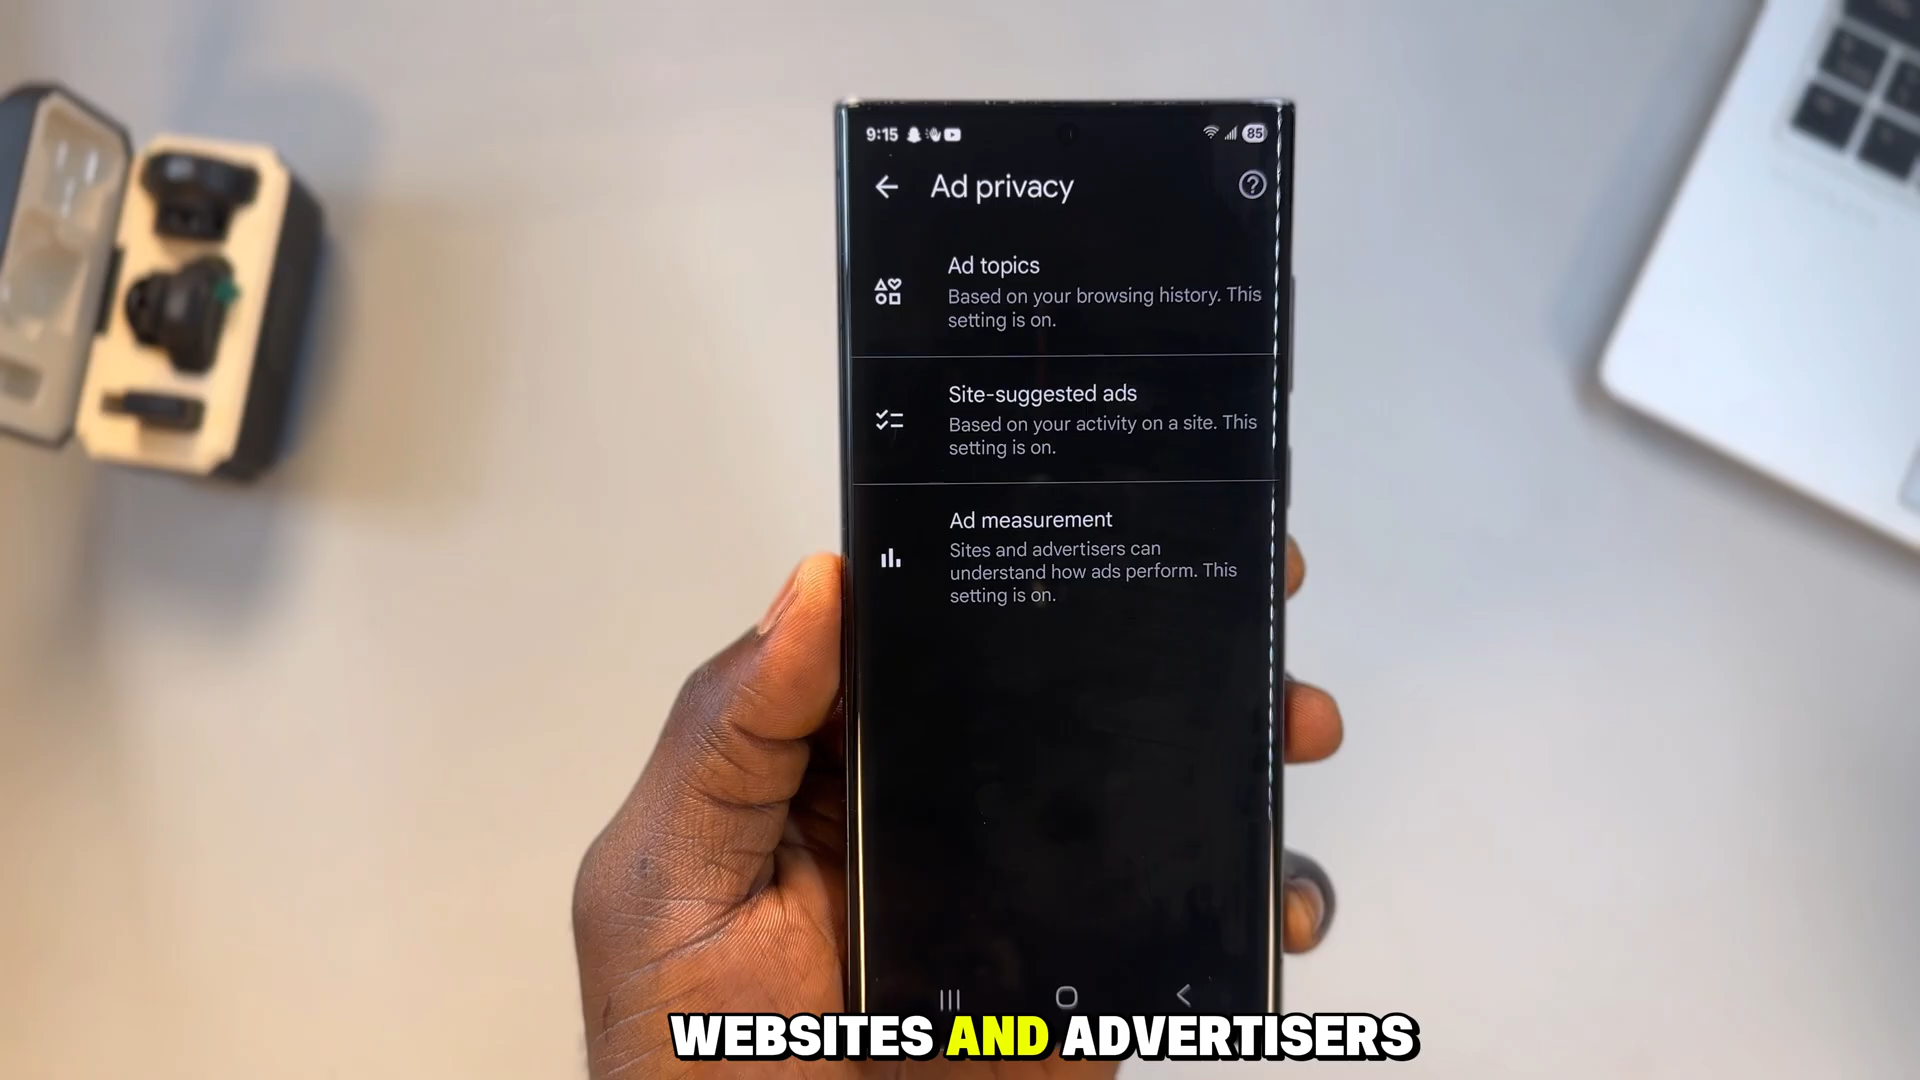 9:15
85
Ad privacy
Ad topics
Based on your browsing history. This
setting is on.
Site-suggested ads
Based on your activity on a site. This
setting is on.
Ad measurement
Sites and advertisers can
understand how ads perform. This
setting is on.
WEBSITES AND ADVERTISERS